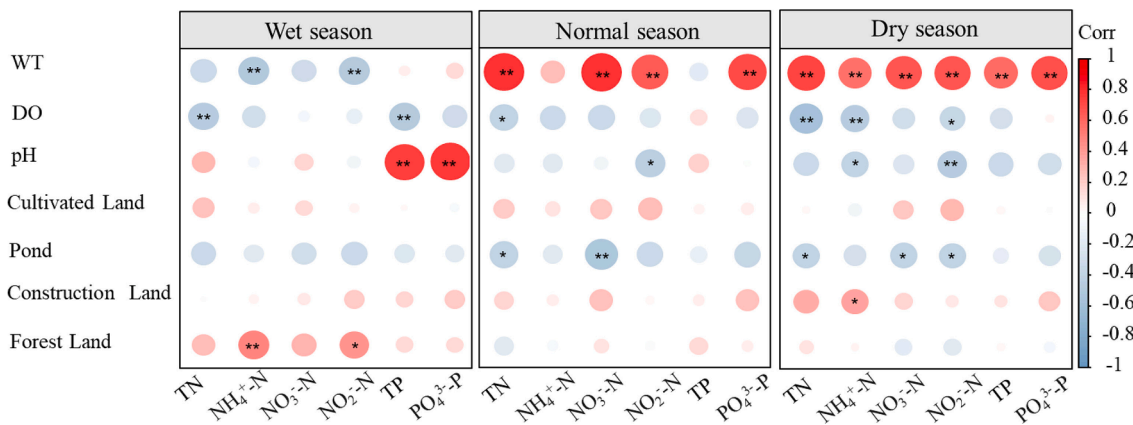 Wet season
Normal season
Dry season
Corr
WT
** ** ** ** ** ** ** ** ** ** ** **
DO
** ** * ** ** *
pH
** ** * * **
Cultivated Land
Pond
* ** * * *
Construction Land
*
Forest Land
** *
1
0.8
0.6
0.4
0.2
0
-0.2
-0.4
-0.6
-0.8
-1
TN NH₄⁺-N NO₃⁻-N NO₂⁻-N TP PO₄³⁻-P
TN NH₄⁺-N NO₃⁻-N NO₂⁻-N TP PO₄³⁻-P
TN NH₄⁺-N NO₃⁻-N NO₂⁻-N TP PO₄³⁻-P